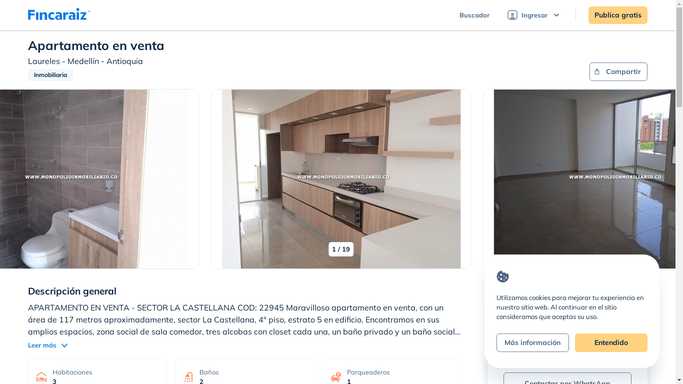 Fincaraiz
Buscador
Ingresar
Publica gratis
Apartamento en venta
Laureles - Medellín - Antioquia
Inmobiliaria
Compartir
WWW.MONOPOLIOINMOBILIARIO.CO
WWW.MONOPOLIOINMOBILIARIO.CO
WWW.MONOPOLIOINMOBILIARIO.CO
1 / 19
Descripción general
APARTAMENTO EN VENTA - SECTOR LA CASTELLANA COD: 22945 Maravilloso apartamento en venta, con un
área de 117 metros aproximadamente, sector La Castellana, 4° piso, estrato 5 en edificio. Encontramos en sus
amplios espacios, zona social de sala comedor, tres alcobas con closet cada una, un baño privado y un baño social...
Leer más
Habitaciones
3
Baños
2
Parqueaderos
1
Utilizamos cookies para mejorar tu experiencia en
nuestro sitio web. Al continuar en el sitio
consideramos que aceptas su uso.
Más información
Entendido
Contactar por WhatsApp